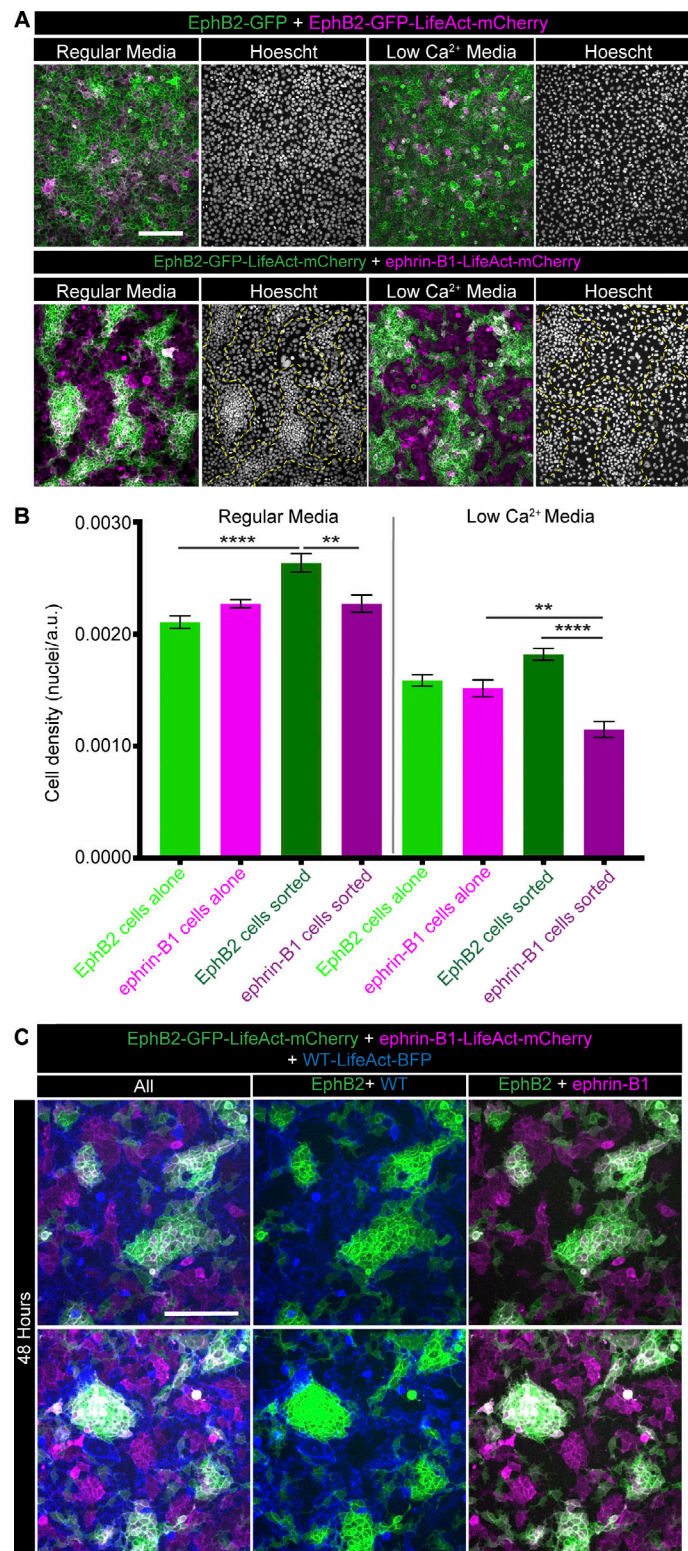 A
EphB2-GFP + EphB2-GFP-LifeAct-mCherry
Regular Media Hoescht Low Ca²⁺ Media Hoescht
EphB2-GFP-LifeAct-mCherry + ephrin-B1-LifeAct-mCherry
Regular Media Hoescht Low Ca²⁺ Media Hoescht
B
Regular Media Low Ca²⁺ Media
**** **
**
****
Cell density (nuclei/a.u.)
0.0030
0.0020
0.0010
0.0000
EphB2 cells alone
ephrin-B1 cells alone
EphB2 cells sorted
ephrin-B1 cells sorted
EphB2 cells alone
ephrin-B1 cells alone
EphB2 cells sorted
ephrin-B1 cells sorted
C
EphB2-GFP-LifeAct-mCherry + ephrin-B1-LifeAct-mCherry
+ WT-LifeAct-BFP
All EphB2+ WT EphB2 + ephrin-B1
48 Hours